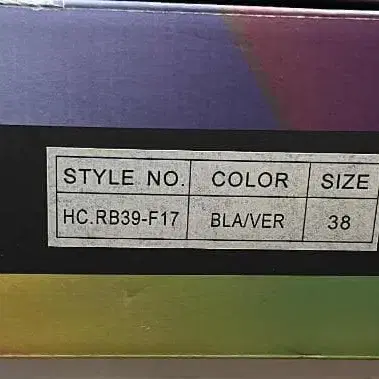 STYLE NO. COLOR SIZE
HC.RB39-F17 BLA/VER 38